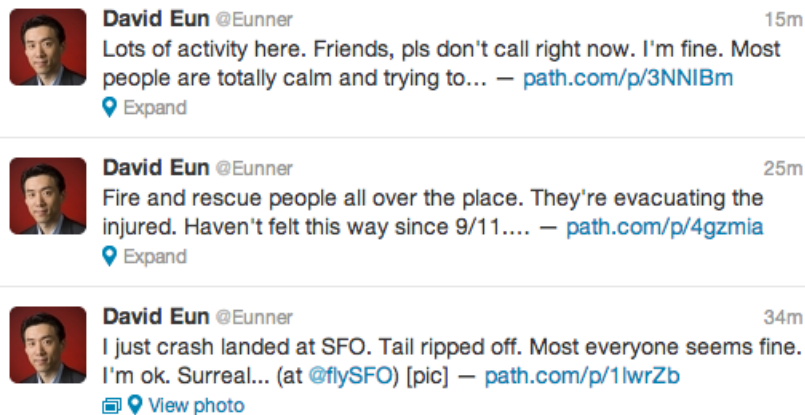 David Eun @Eunner 15m
Lots of activity here. Friends, pls don't call right now. I'm fine. Most
people are totally calm and trying to... — path.com/p/3NNIBm
Expand
David Eun @Eunner 25m
Fire and rescue people all over the place. They're evacuating the
injured. Haven't felt this way since 9/11.... — path.com/p/4gzmia
Expand
David Eun @Eunner 34m
I just crash landed at SFO. Tail ripped off. Most everyone seems fine.
I'm ok. Surreal... (at @flySFO) [pic] — path.com/p/1lwrZb
View photo